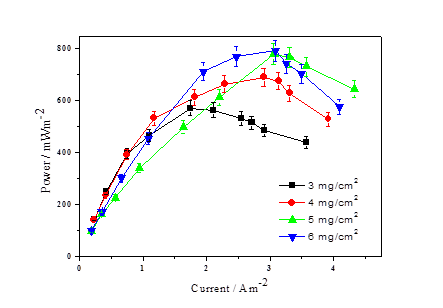 800
600
400
200
0
Power / mWm-2
3 mg/cm²
4 mg/cm²
5 mg/cm²
6 mg/cm²
0 1 2 3 4
Current / Am-2